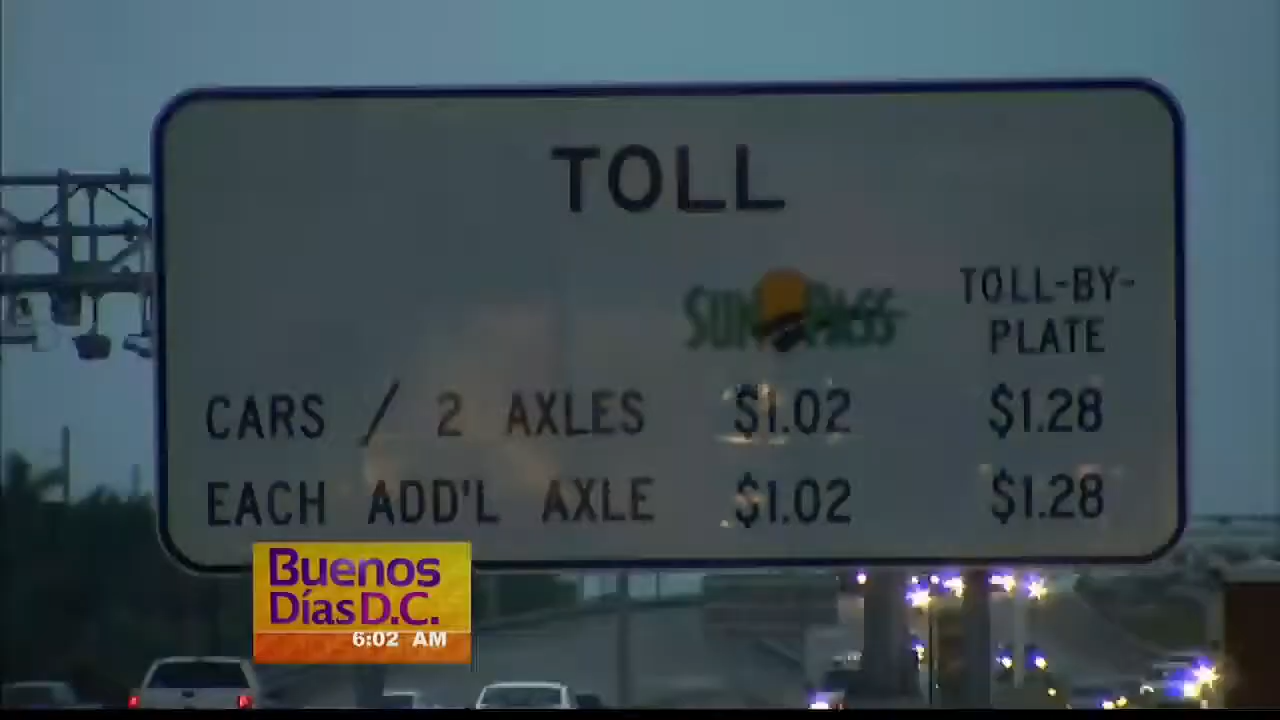 TOLL
SUNPASS
TOLL-BY-
PLATE
CARS / 2 AXLES $1.02 $1.28
EACH ADD'L AXLE $1.02 $1.28
Buenos
Días D.C.
6:02 AM